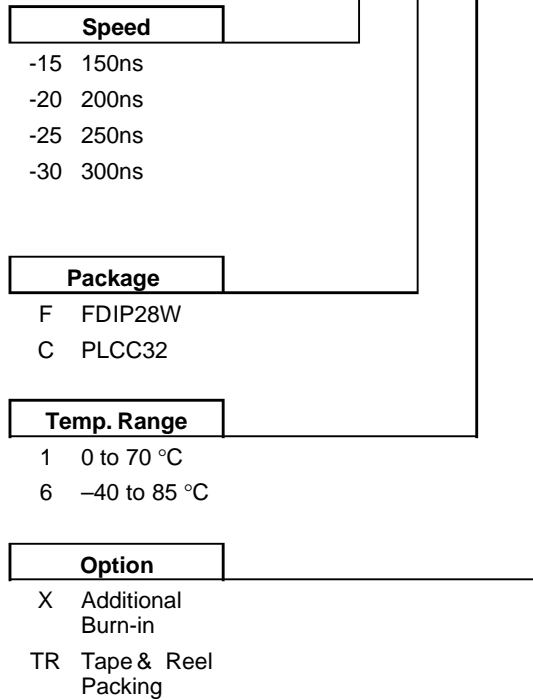 Speed
-15 150ns
-20 200ns
-25 250ns
-30 300ns
Package
F FDIP28W
C PLCC32
Temp. Range
1 0 to 70 °C
6 –40 to 85 °C
Option
X Additional
Burn-in
TR Tape & Reel
Packing